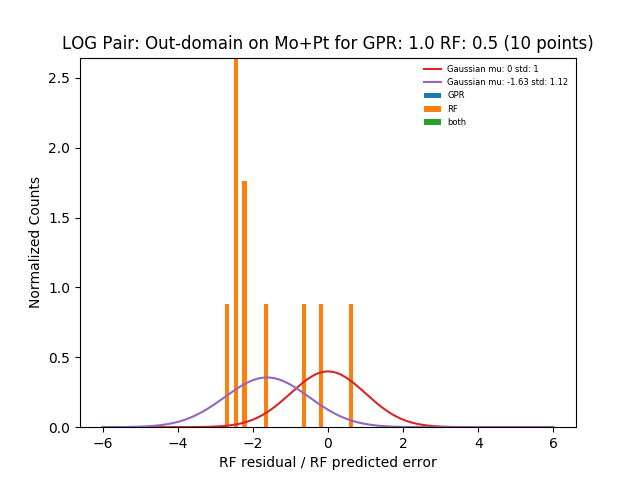 LOG Pair: Out-domain on Mo+Pt for GPR: 1.0 RF: 0.5 (10 points)
Gaussian mu: 0 std: 1
Gaussian mu: -1.63 std: 1.12
GPR
RF
both
Normalized Counts
2.5
2.0
1.5
1.0
0.5
0.0
−6 −4 −2 0 2 4 6
RF residual / RF predicted error